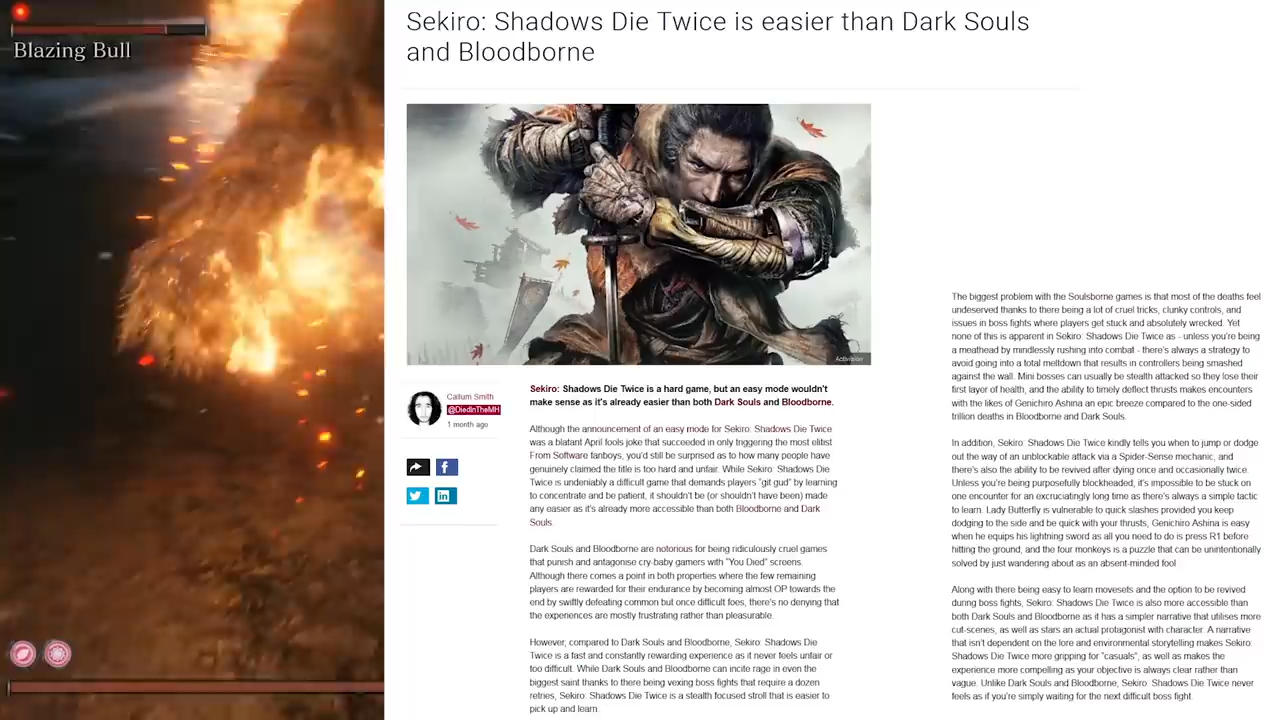 Blazing Bull
Sekiro: Shadows Die Twice is easier than Dark Souls
and Bloodborne
Activision
Callum Smith
@DiedInTheMH
1 month ago
Sekiro: Shadows Die Twice is a hard game, but an easy mode wouldn't
make sense as it's already easier than both Dark Souls and Bloodborne.
Although the announcement of an easy mode for Sekiro: Shadows Die Twice
was a blatant April fools joke that succeeded in only triggering the most elitist
From Software fanboys, you'd still be surprised as to how many people have
genuinely claimed the title is too hard and unfair. While Sekiro: Shadows Die
Twice is undeniably a difficult game that demands players "git gud" by learning
to concentrate and be patient, it shouldn't be (or shouldn't have been) made
any easier as it's already more accessible than both Bloodborne and Dark
Souls.
Dark Souls and Bloodborne are notorious for being ridiculously cruel games
that punish and antagonise cry-baby gamers with "You Died" screens.
Although there comes a point in both properties where the few remaining
players are rewarded for their endurance by becoming almost OP towards the
end by swiftly defeating common but once difficult foes, there's no denying that
the experiences are mostly frustrating rather than pleasurable.
However, compared to Dark Souls and Bloodborne, Sekiro: Shadows Die
Twice is a fast and constantly rewarding experience as it never feels unfair or
too difficult. While Dark Souls and Bloodborne can incite rage in even the
biggest saint thanks to there being vexing boss fights that require a dozen
retries, Sekiro: Shadows Die Twice is a stealth focused stroll that is easier to
pick up and learn.
The biggest problem with the Soulsborne games is that most of the deaths feel
undeserved thanks to there being a lot of cruel tricks, clunky controls, and
issues in boss fights where players get stuck and absolutely wrecked. Yet
none of this is apparent in Sekiro: Shadows Die Twice as - unless you're being
a meathead by mindlessly rushing into combat - there's always a strategy to
avoid going into a total meltdown that results in controllers being smashed
against the wall. Mini bosses can usually be stealth attacked so they lose their
first layer of health, and the ability to timely deflect thrusts makes encounters
with the likes of Genichiro Ashina an epic breeze compared to the one-sided
trillion deaths in Bloodborne and Dark Souls.
In addition, Sekiro: Shadows Die Twice kindly tells you when to jump or dodge
out the way of an unblockable attack via a Spider-Sense mechanic, and
there's also the ability to be revived after dying once and occasionally twice.
Unless you're being purposefully blockheaded, it's impossible to be stuck on
one encounter for an excruciatingly long time as there's always a simple tactic
to learn. Lady Butterfly is vulnerable to quick slashes provided you keep
dodging to the side and be quick with your thrusts, Genichiro Ashina is easy
when he equips his lightning sword as all you need to do is press R1 before
hitting the ground, and the four monkeys is a puzzle that can be unintentionally
solved by just wandering about as an absent-minded fool
Along with there being easy to learn movesets and the option to be revived
during boss fights, Sekiro: Shadows Die Twice is also more accessible than
both Dark Souls and Bloodborne as it has a simpler narrative that utilises more
cut-scenes, as well as stars an actual protagonist with character. A narrative
that isn't dependent on the lore and environmental storytelling makes Sekiro:
Shadows Die Twice more gripping for "casuals", as well as makes the
experience more compelling as your objective is always clear rather than
vague. Unlike Dark Souls and Bloodborne, Sekiro: Shadows Die Twice never
feels as if you're simply waiting for the next difficult boss fight.